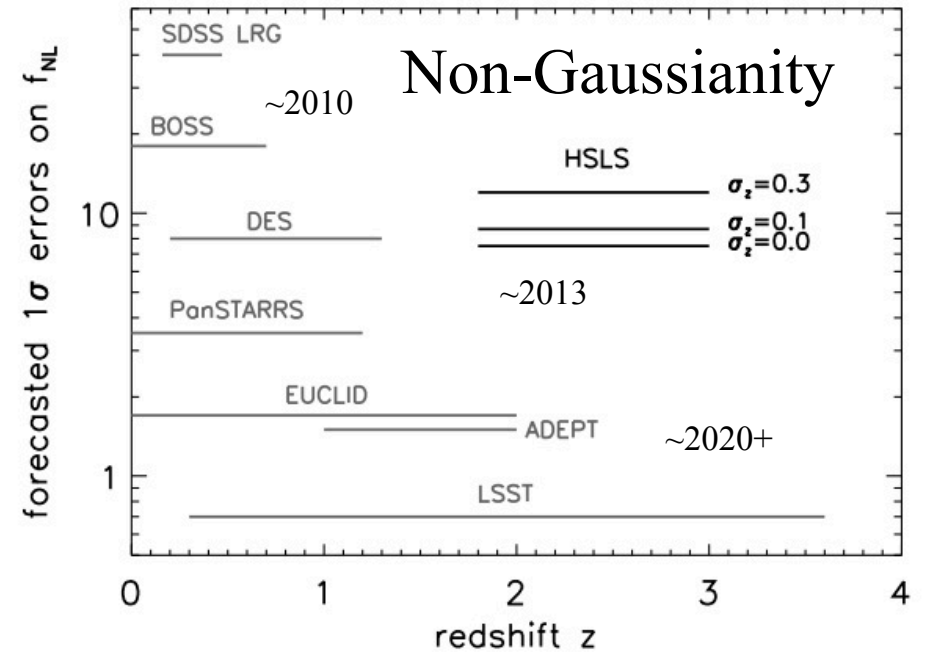 SDSS LRG
Non-Gaussianity
~2010
BOSS
HSLS
σz=0.3
10
DES
σz=0.1
σz=0.0
~2013
PanSTARRS
EUCLID
ADEPT
~2020+
1
LSST
forecasted 1σ errors on fNL
0 1 2 3 4
redshift z